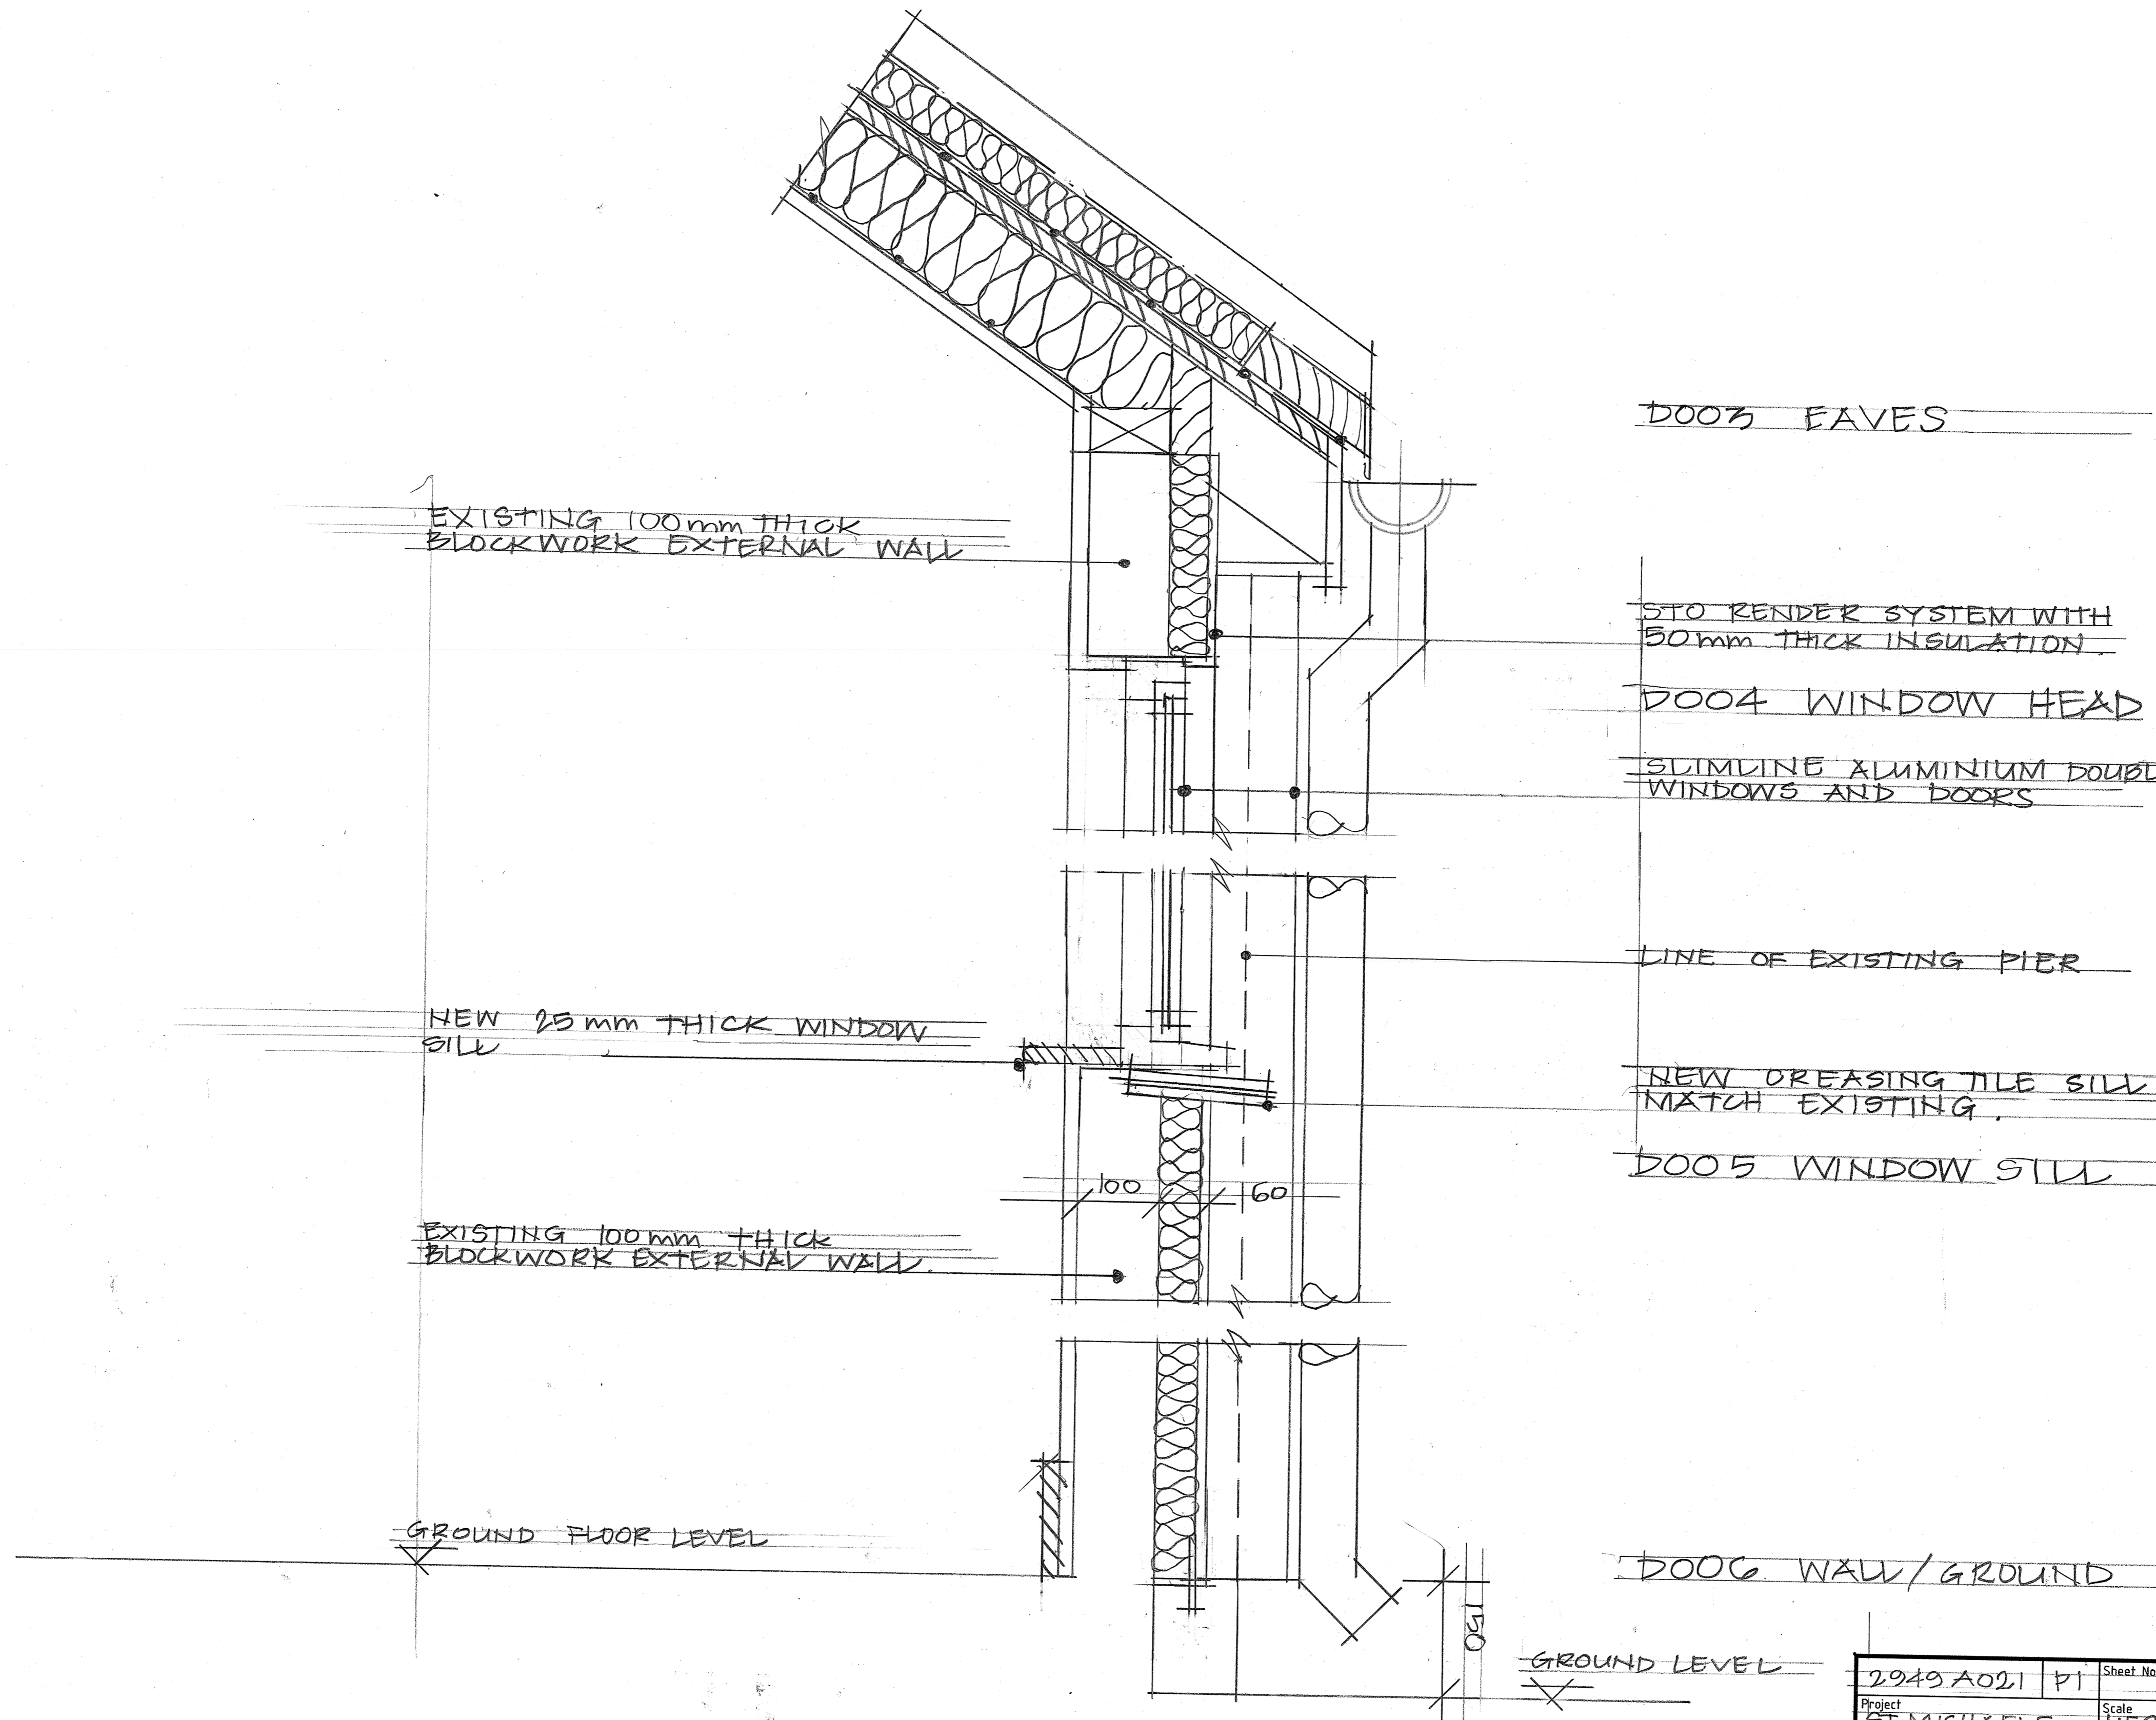 D003 EAVES
EXISTING 100mm THICK
BLOCKWORK EXTERNAL WALL
STO RENDER SYSTEM WITH
50mm THICK INSULATION.
D004 WINDOW HEAD
SLIMLINE ALUMINIUM DOUBL
WINDOWS AND DOORS
LINE OF EXISTING PIER
NEW 25mm THICK WINDOW
SILL
NEW CREASING TILE SILL
MATCH EXISTING.
D005 WINDOW SILL
100 60
EXISTING 100mm THICK
BLOCKWORK EXTERNAL WALL.
GROUND FLOOR LEVEL
D006 WALL/GROUND
150
GROUND LEVEL
2949 A021 P1 Sheet No
Project Scale